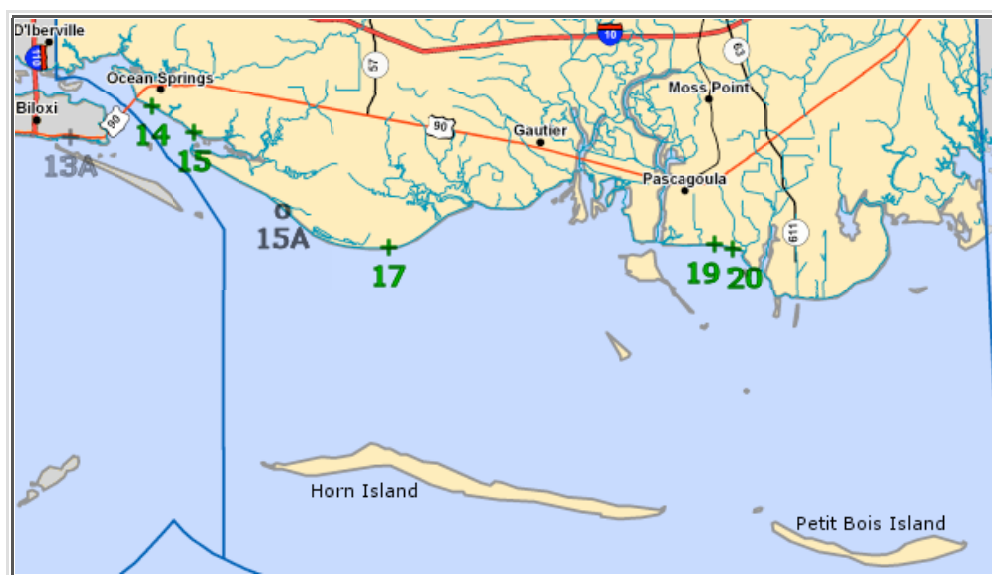 D'Iberville
110
10
57
63
Ocean Springs
Moss Point
Biloxi
90
90
14
15
13A
Gautier
Pascagoula
15A
17
19
20
611
Horn Island
Petit Bois Island